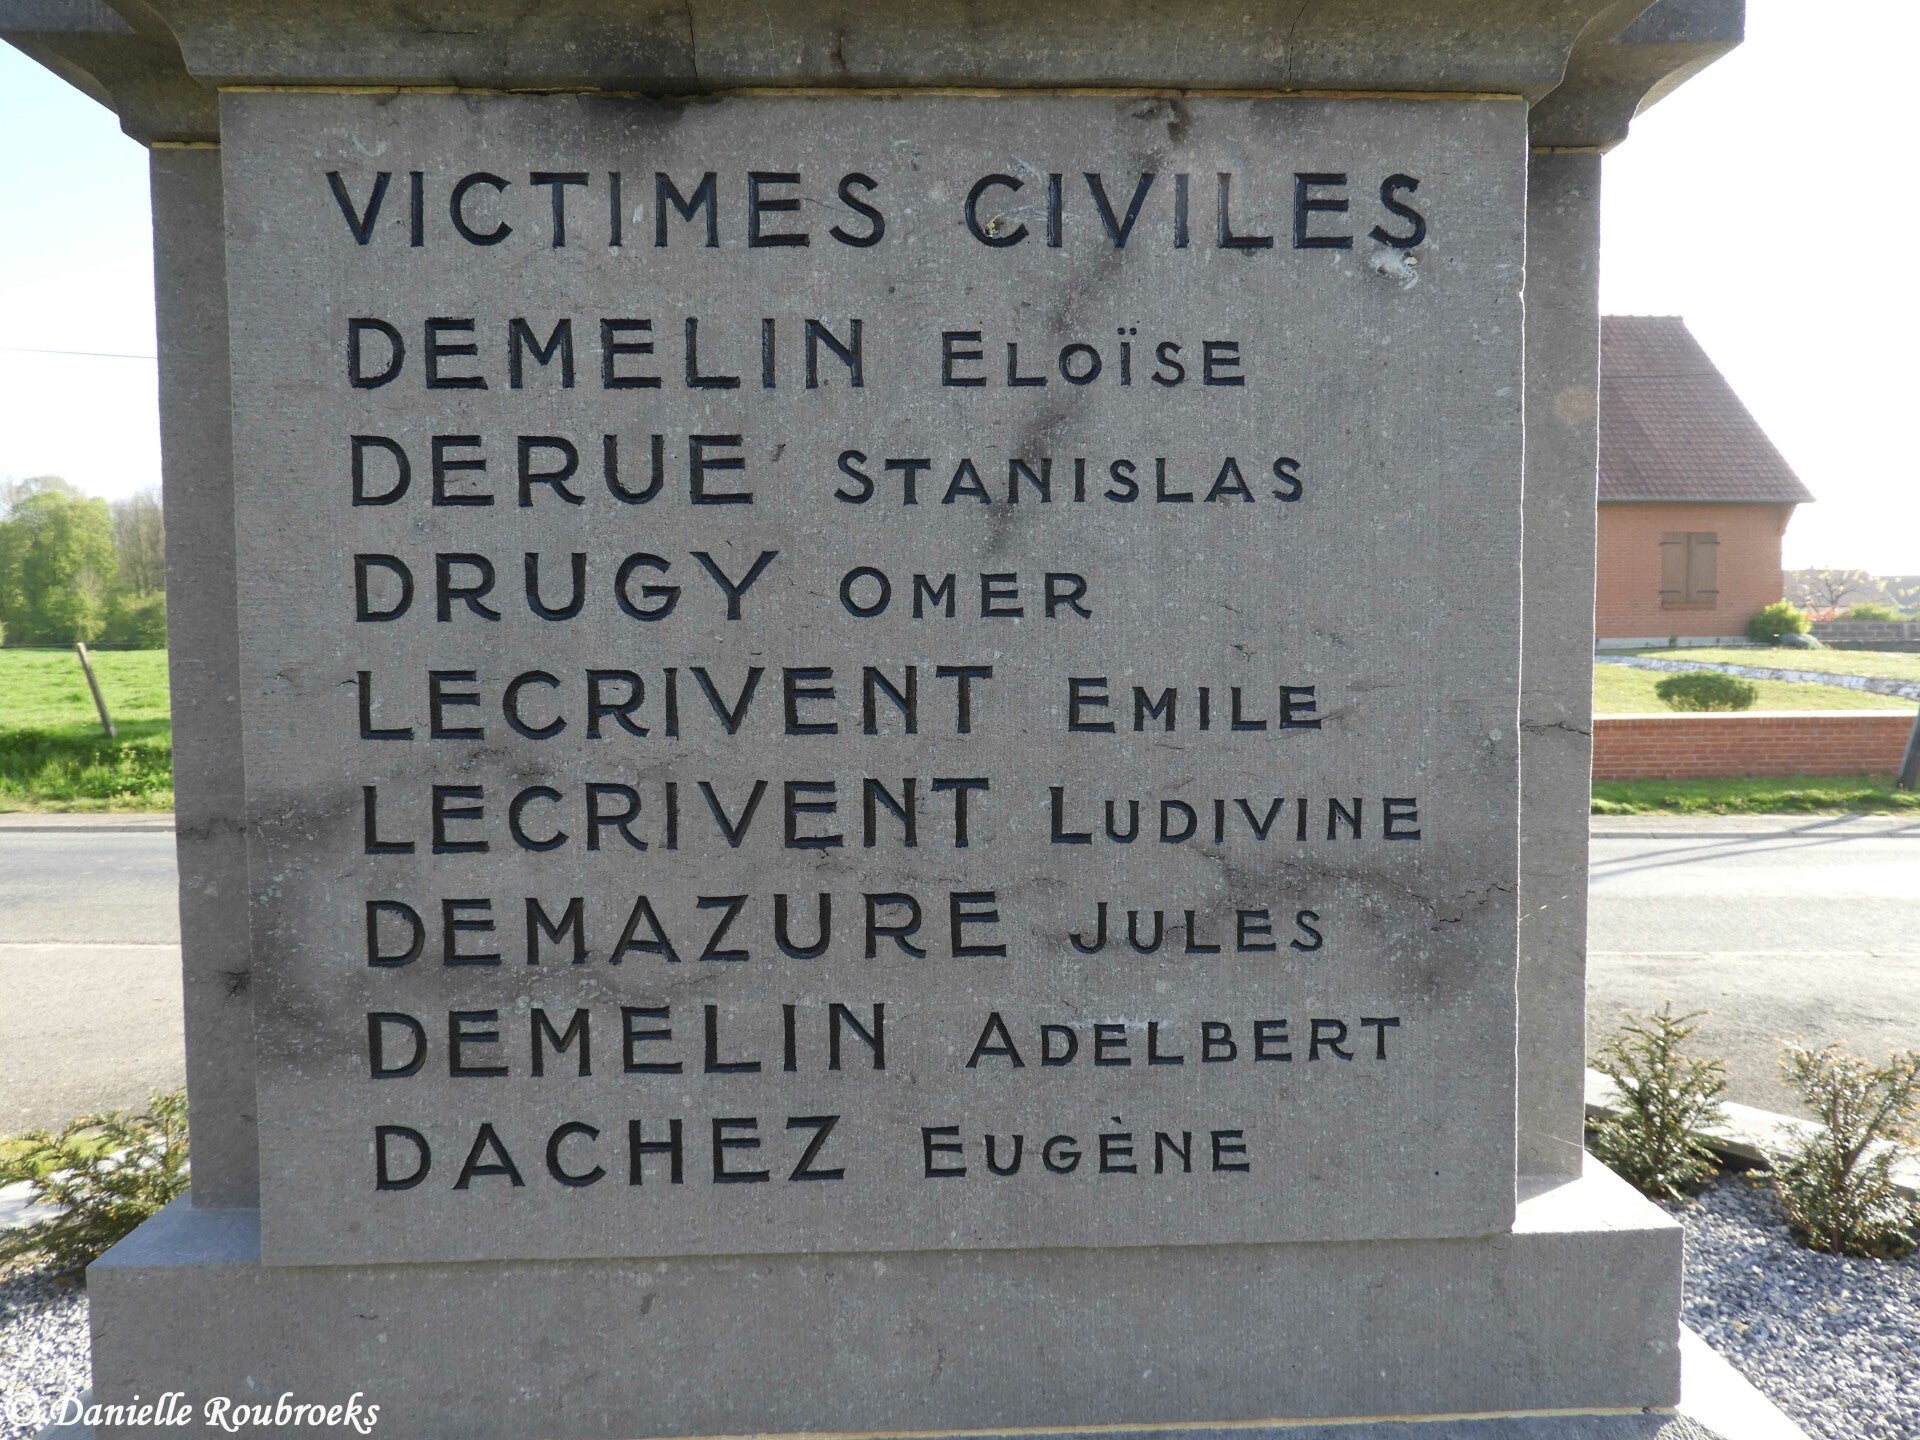 VICTIMES CIVILES
DEMELIN ELOÏSE
DERUE STANISLAS
DRUGY OMER
LECRIVENT EMILE
LECRIVENT LUDIVINE
DEMAZURE JULES
DEMELIN ADELBERT
DACHEZ EUGÈNE
©Danielle Roubroeks